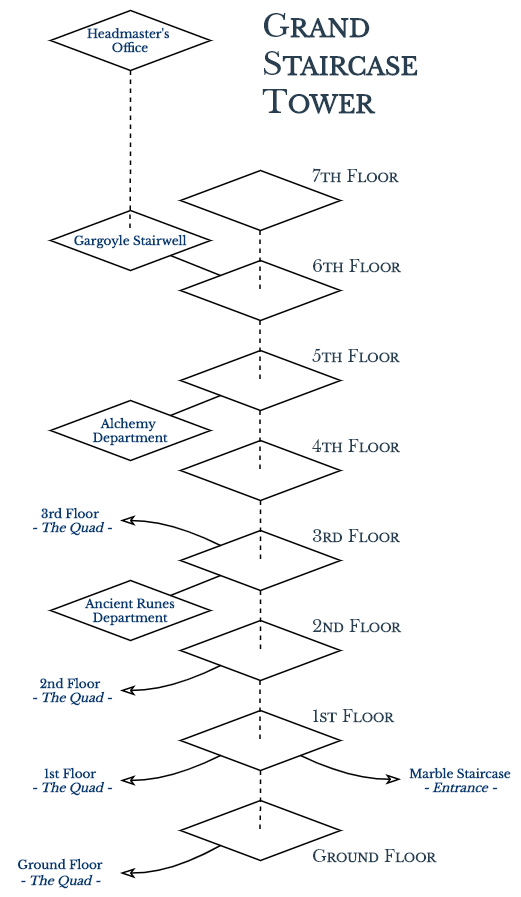 Headmaster's
Office
Grand
Staircase
Tower
7th Floor
Gargoyle Stairwell
6th Floor
5th Floor
Alchemy
Department
4th Floor
3rd Floor
- The Quad -
3rd Floor
Ancient Runes
Department
2nd Floor
2nd Floor
- The Quad -
1st Floor
1st Floor
- The Quad -
Marble Staircase
- Entrance -
Ground Floor
Ground Floor
- The Quad -